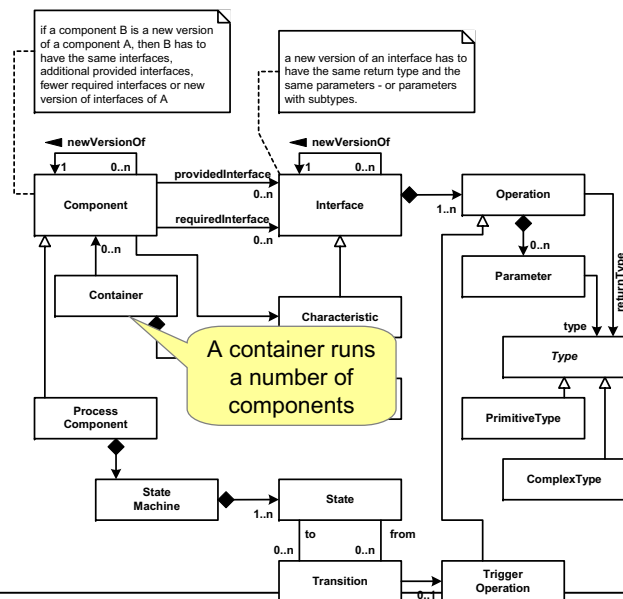 if a component B is a new version
of a component A, then B has to
have the same interfaces,
additional provided interfaces,
fewer required interfaces or new
version of interfaces of A
a new version of an interface has to
have the same return type and the
same parameters - or parameters
with subtypes.
newVersionOf
1
0..n
newVersionOf
1
0..n
Component
providedInterface
0..n
requiredInterface
0..n
Interface
1..n
Operation
0..n
0..n
Parameter
returnType
type
Container
Characteristic
Type
A container runs
a number of
components
PrimitiveType
Process
Component
ComplexType
State
Machine
1..n
State
to
from
0..n
0..n
Transition
0..1
Trigger
Operation